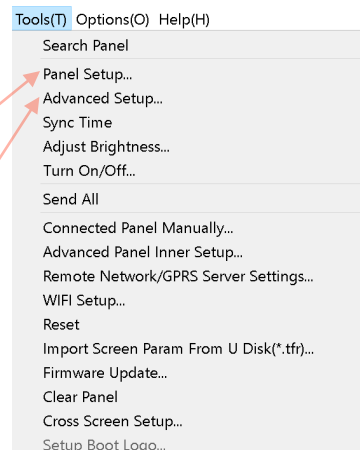 Tools(T) Options(O) Help(H)
Search Panel
Panel Setup...
Advanced Setup...
Sync Time
Adjust Brightness...
Turn On/Off...
Send All
Connected Panel Manually...
Advanced Panel Inner Setup...
Remote Network/GPRS Server Settings...
WIFI Setup...
Reset
Import Screen Param From U Disk(*.tfr)...
Firmware Update...
Clear Panel
Cross Screen Setup...
Setup Boot Logo...